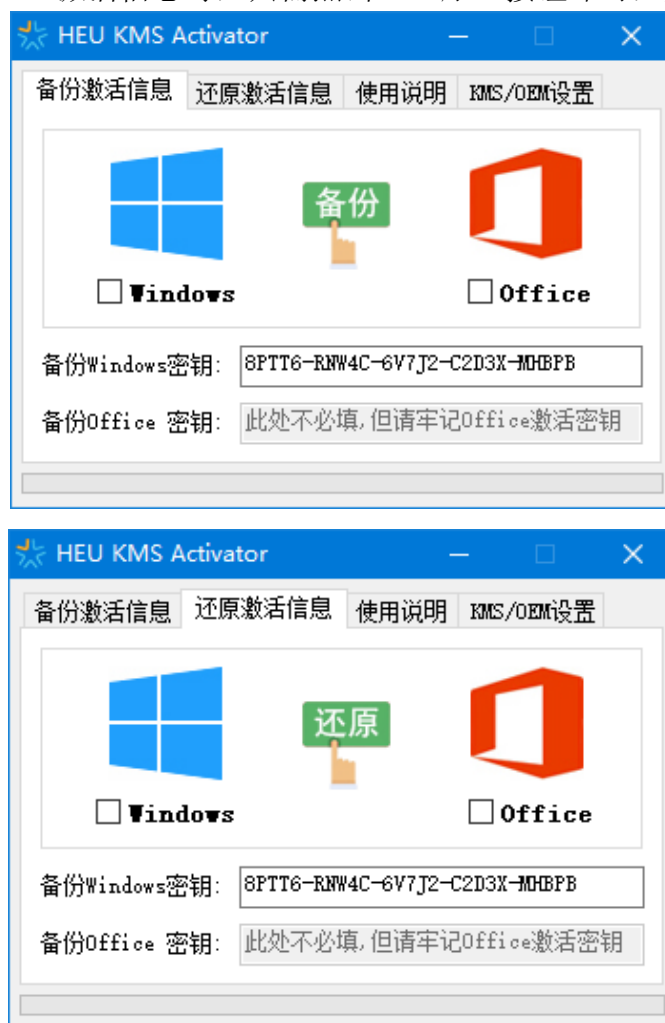 HEU KMS Activator
备份激活信息 还原激活信息 使用说明 KMS/OEM设置
备份
Windows Office
备份Windows密钥: 8PTT6-RNW4C-6V7J2-C2D3X-MHBPB
备份Office 密钥: 此处不必填,但请牢记Office激活密钥
HEU KMS Activator
备份激活信息 还原激活信息 使用说明 KMS/OEM设置
还原
Windows Office
备份Windows密钥: 8PTT6-RNW4C-6V7J2-C2D3X-MHBPB
备份Office 密钥: 此处不必填,但请牢记Office激活密钥